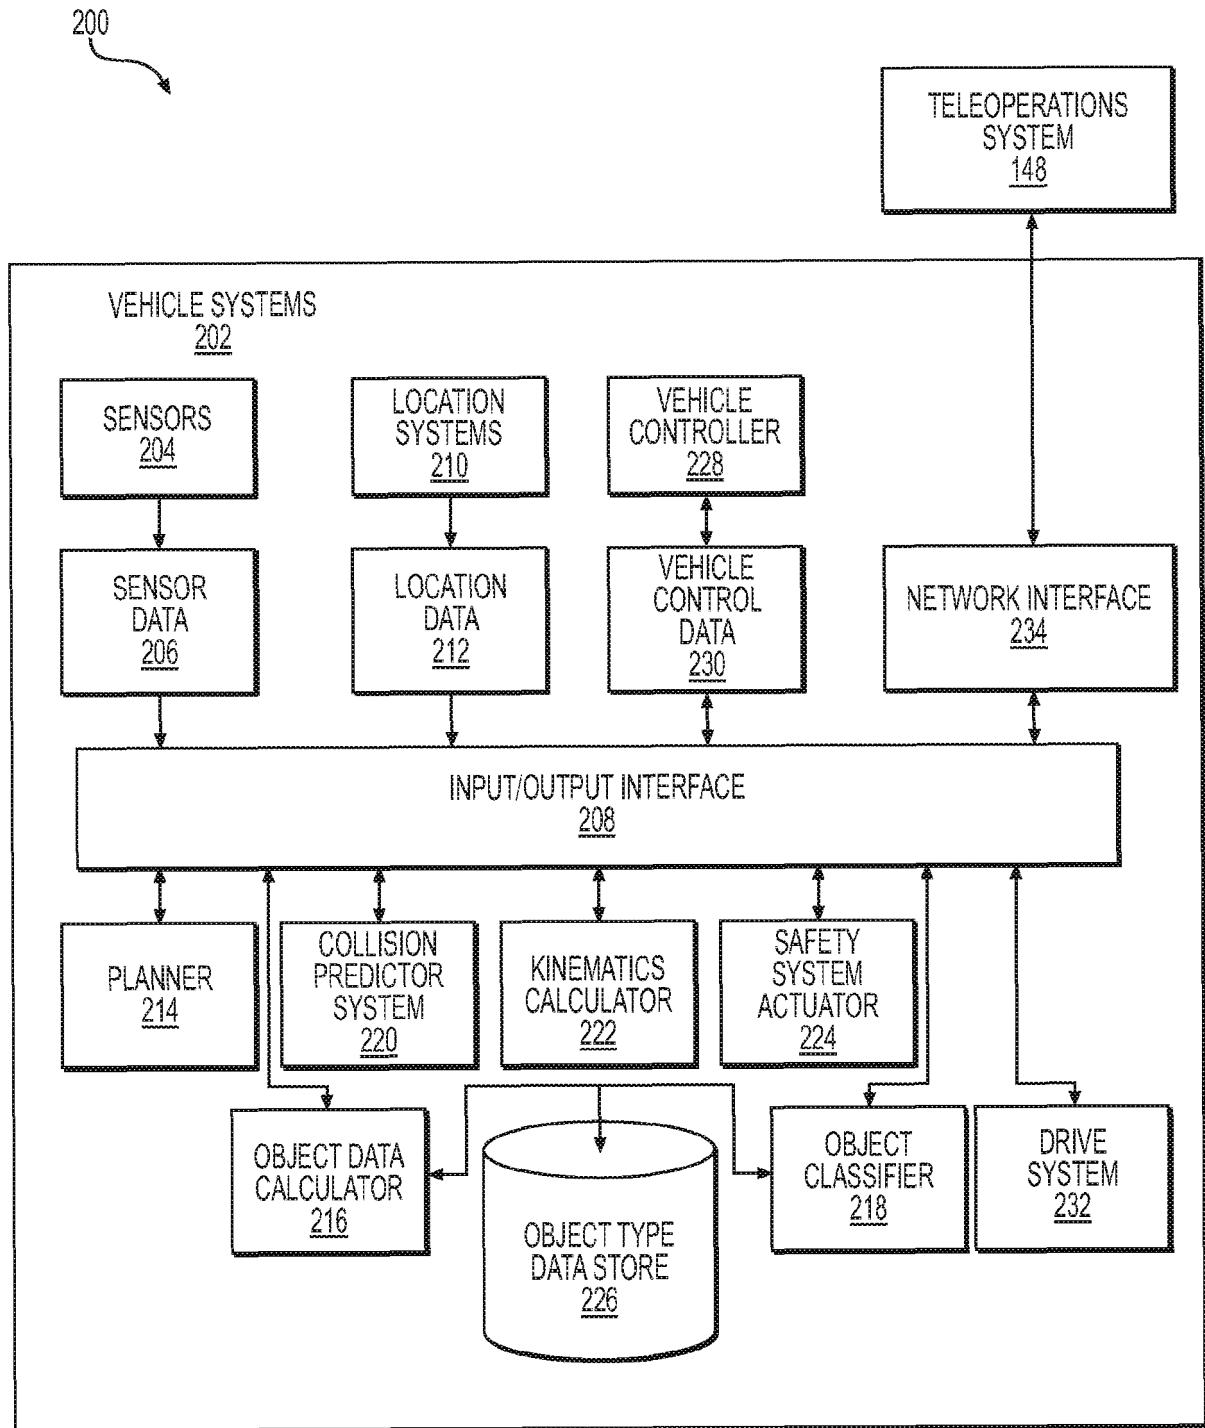 200
TELEOPERATIONS
SYSTEM
148
VEHICLE SYSTEMS
202
SENSORS
204
LOCATION
SYSTEMS
210
VEHICLE
CONTROLLER
228
SENSOR
DATA
206
LOCATION
DATA
212
VEHICLE
CONTROL
DATA
230
NETWORK INTERFACE
234
INPUT/OUTPUT INTERFACE
208
PLANNER
214
COLLISION
PREDICTOR
SYSTEM
220
KINEMATICS
CALCULATOR
222
SAFETY
SYSTEM
ACTUATOR
224
OBJECT DATA
CALCULATOR
216
OBJECT TYPE
DATA STORE
226
OBJECT
CLASSIFIER
218
DRIVE
SYSTEM
232